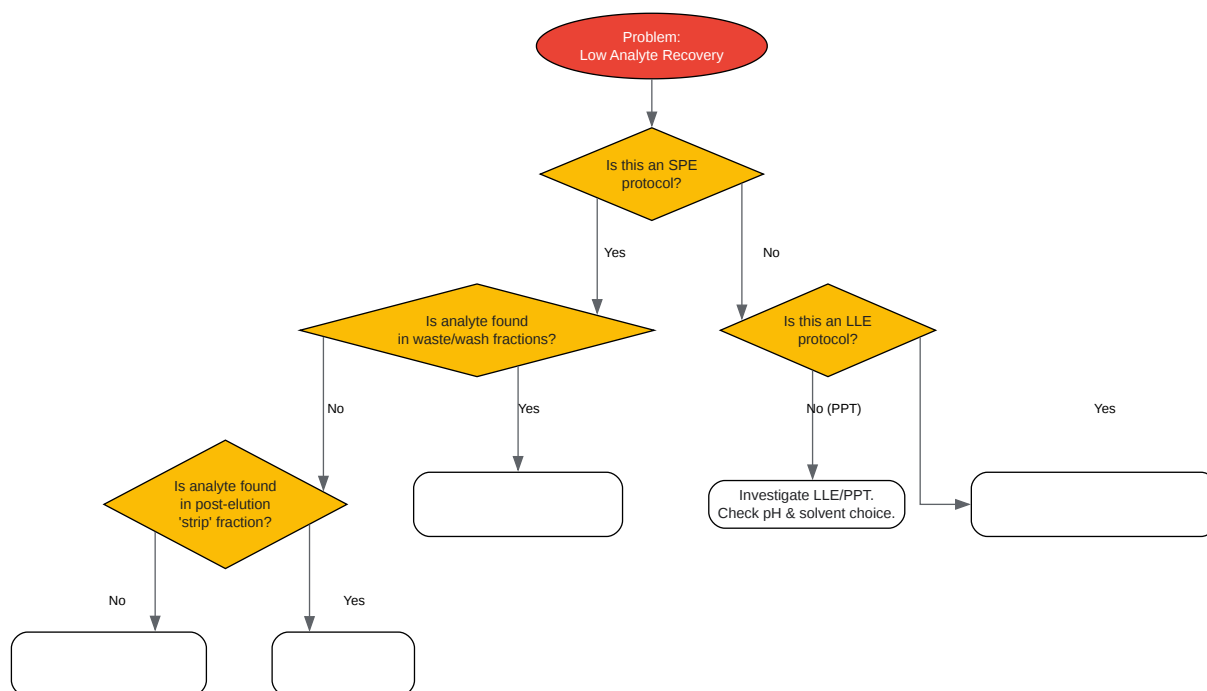 Problem:
Low Analyte Recovery
Is this an SPE
protocol?
Yes
No
Is analyte found
in waste/wash fractions?
Is this an LLE
protocol?
No
Yes
No (PPT)
Yes
Is analyte found
in post-elution
'strip' fraction?
Investigate LLE/PPT.
Check pH & solvent choice.
No
Yes